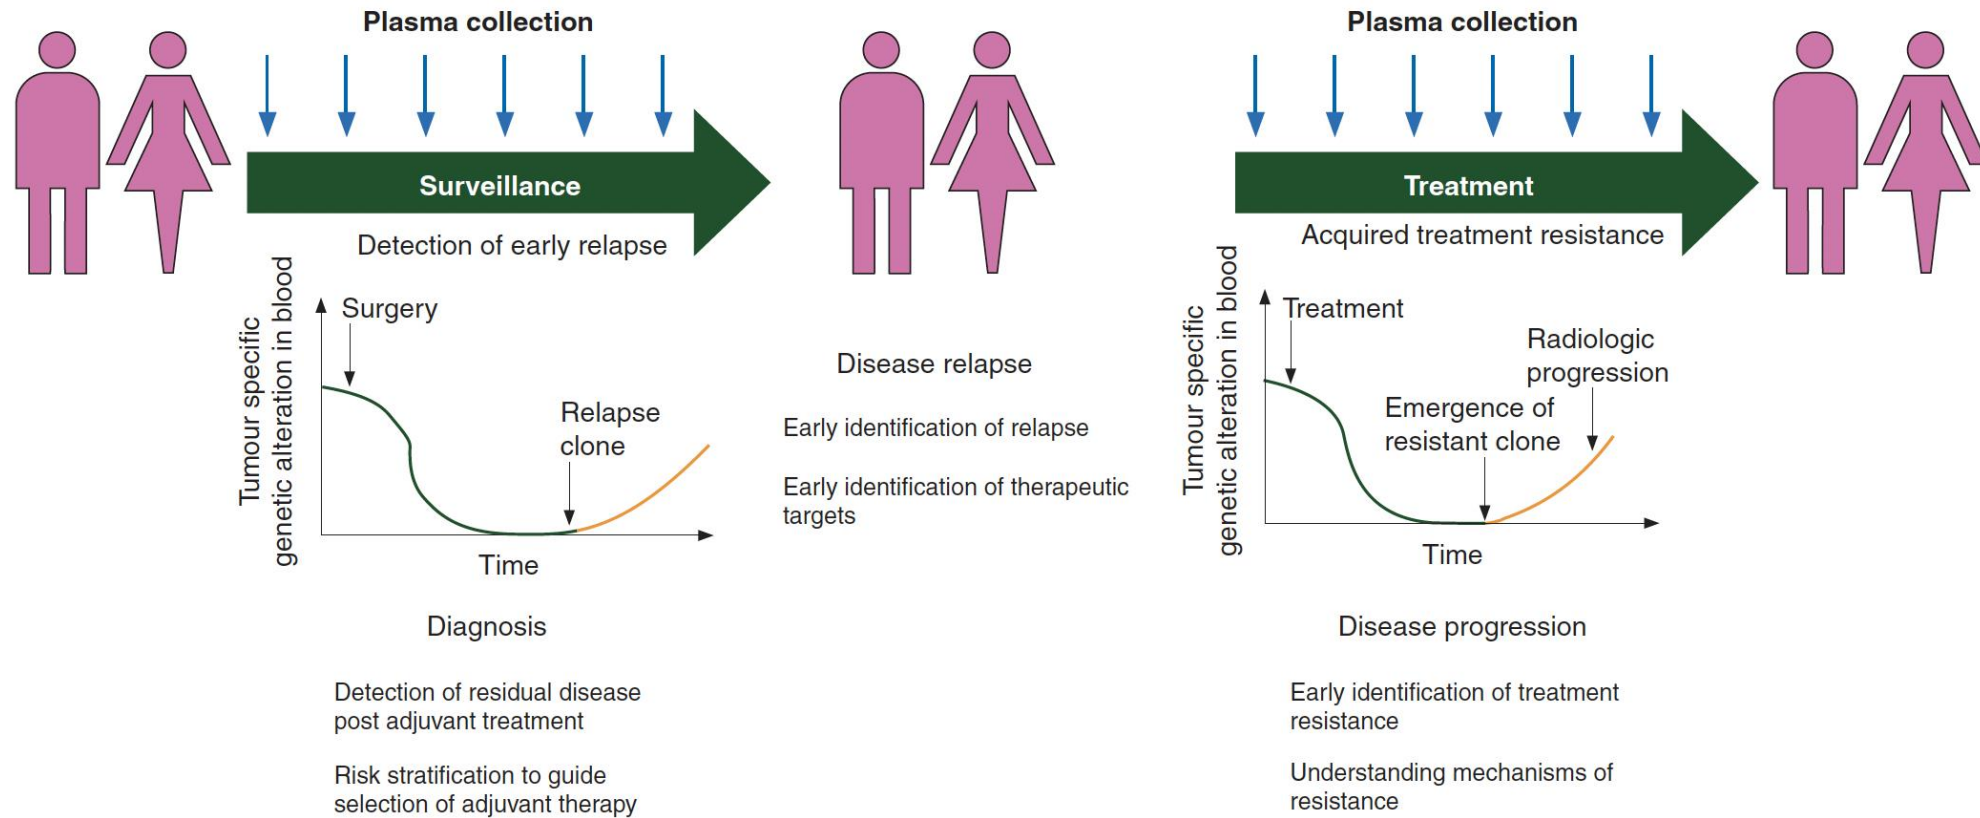 Plasma collection
Surveillance
Detection of early relapse
Tumour specific
genetic alteration in blood
Surgery
Relapse
clone
Time
Diagnosis
Detection of residual disease
post adjuvant treatment
Risk stratification to guide
selection of adjuvant therapy
Disease relapse
Early identification of relapse
Early identification of therapeutic
targets
Plasma collection
Treatment
Acquired treatment resistance
Tumour specific
genetic alteration in blood
Treatment
Radiologic
progression
Emergence of
resistant clone
Time
Disease progression
Early identification of treatment
resistance
Understanding mechanisms of
resistance